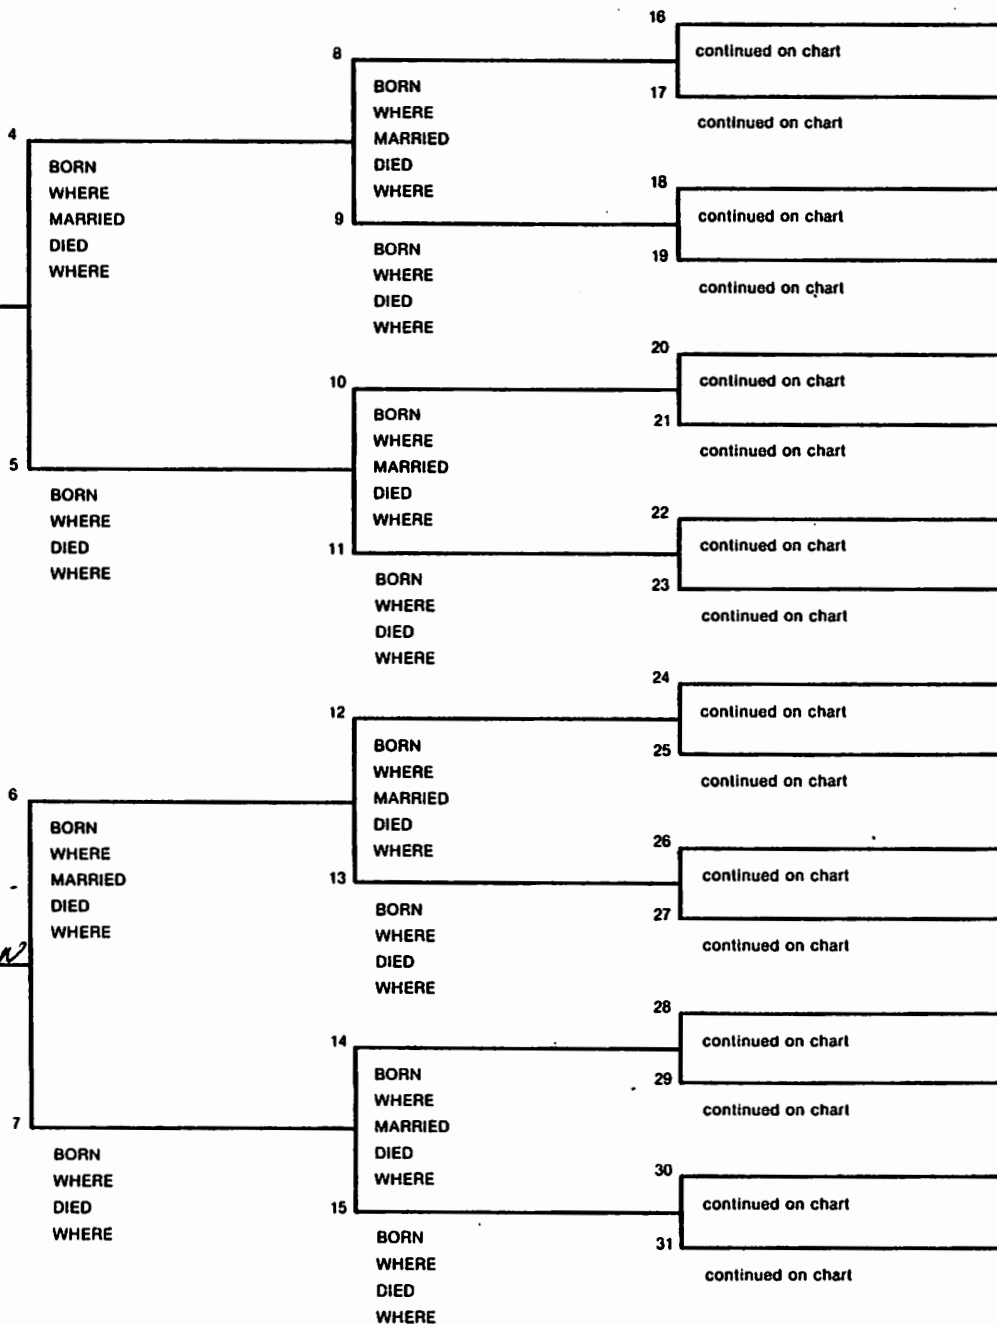 16
continued on chart
8
BORN
17
WHERE
continued on chart
4
MARRIED
BORN
DIED
WHERE
WHERE
18
MARRIED
continued on chart
9
DIED
BORN
19
WHERE
WHERE
continued on chart
DIED
WHERE
20
10
continued on chart
BORN
21
WHERE
continued on chart
5
MARRIED
BORN
DIED
WHERE
WHERE
22
DIED
continued on chart
11
WHERE
BORN
23
WHERE
continued on chart
DIED
WHERE
24
12
continued on chart
BORN
25
WHERE
continued on chart
6
MARRIED
BORN
DIED
WHERE
WHERE
26
MARRIED
continued on chart
13
DIED
BORN
27
WHERE
WHERE
continued on chart
DIED
WHERE
28
14
continued on chart
BORN
29
WHERE
continued on chart
7
MARRIED
BORN
DIED
WHERE
WHERE
30
DIED
continued on chart
15
WHERE
BORN
31
WHERE
continued on chart
DIED
WHERE